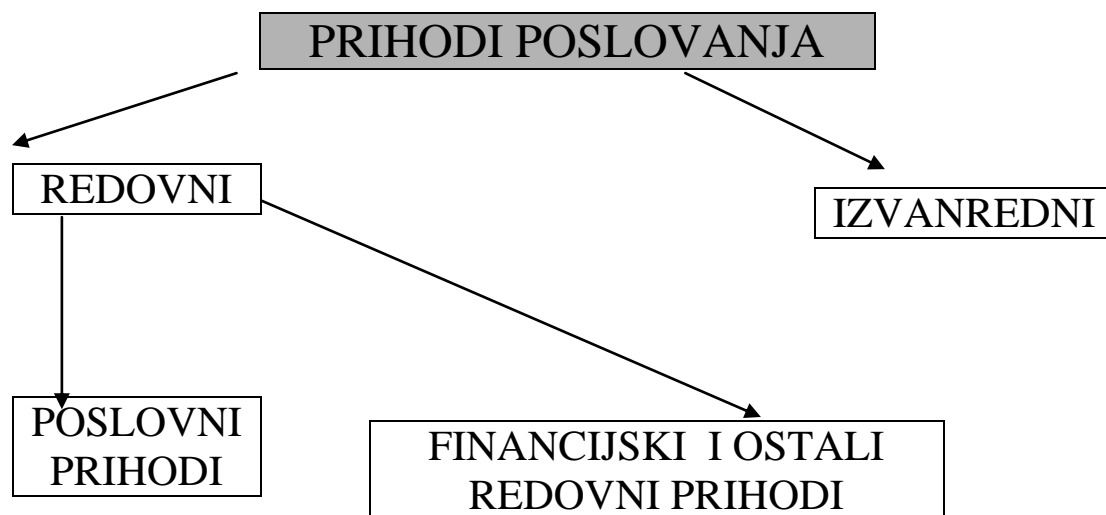 PRIHODI POSLOVANJA
REDOVNI
IZVANREDNI
POSLOVNI
PRIHODI
FINANCIJSKI I OSTALI
REDOVNI PRIHODI